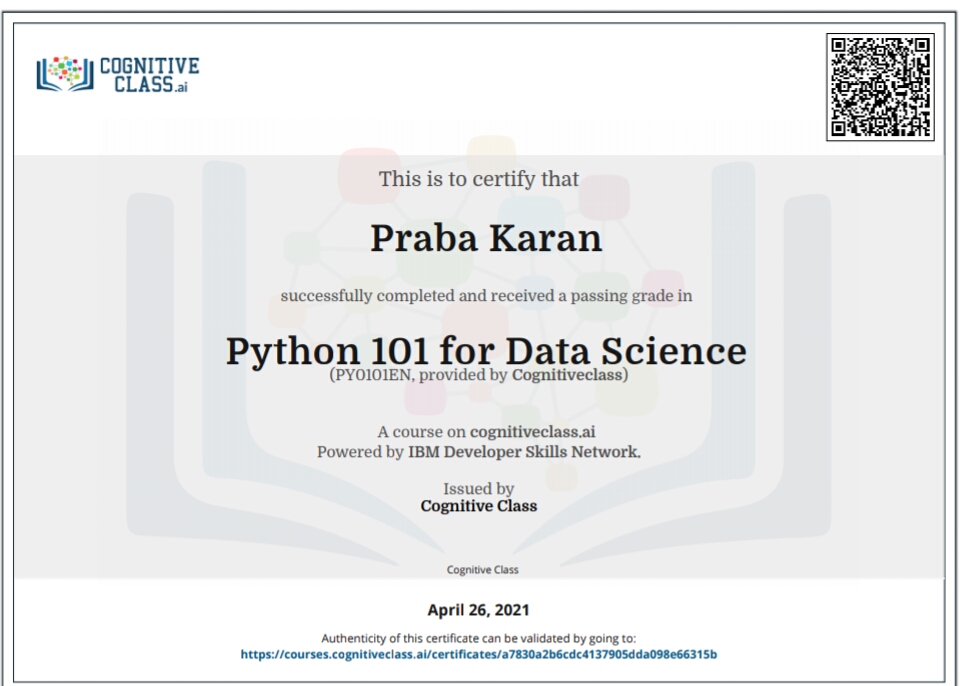 COGNITIVE
CLASS.ai
This is to certify that
Praba Karan
successfully completed and received a passing grade in
Python 101 for Data Science
(PY0101EN, provided by Cognitiveclass)
A course on cognitiveclass.ai
Powered by IBM Developer Skills Network.
Issued by
Cognitive Class
Cognitive Class
April 26, 2021
Authenticity of this certificate can be validated by going to:
https://courses.cognitiveclass.ai/certificates/a7830a2b6cdc4137905dda098e66315b